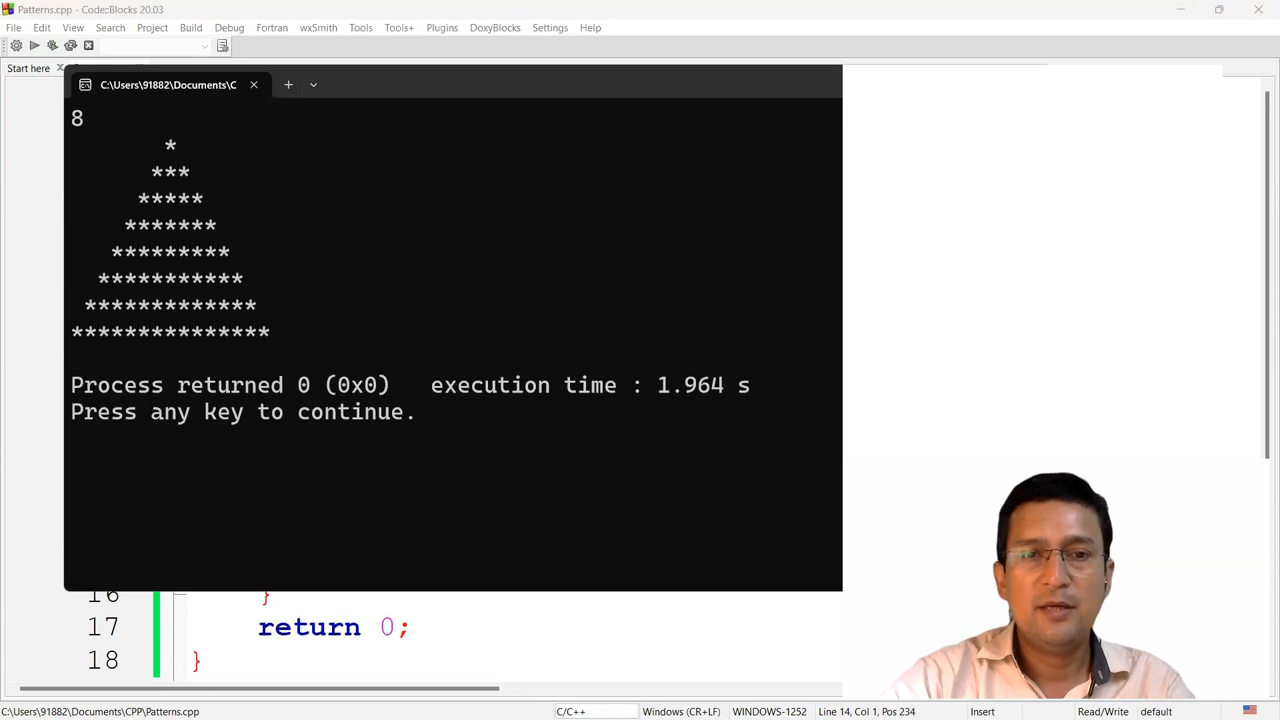 Patterns.cpp - Code::Blocks 20.03
File Edit View Search Project Build Debug Fortran wxSmith Tools Tools+ Plugins DoxyBlocks Settings Help
Start here
C:\Users\91882\Documents\C
8
*
***
*****
*******
*********
***********
*************
***************
Process returned 0 (0x0) execution time : 1.964 s
Press any key to continue.
16 }
17 return 0;
18 }
C:\Users\91882\Documents\CPP\Patterns.cpp C/C++ Windows (CR+LF) WINDOWS-1252 Line 14, Col 1, Pos 234 Insert Read/Write default